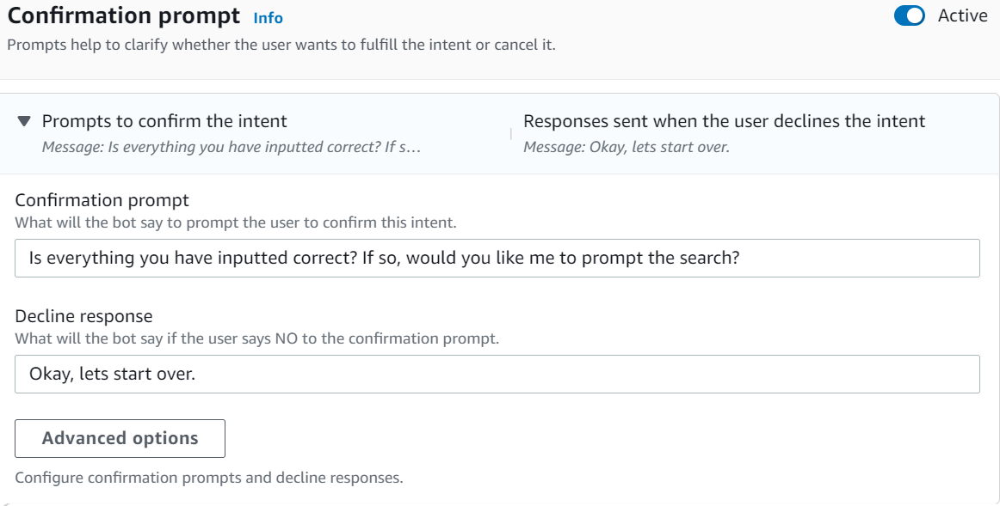 Confirmation prompt Info
Active
Prompts help to clarify whether the user wants to fulfill the intent or cancel it.
Prompts to confirm the intent
Message: Is everything you have inputted correct? If s...
Responses sent when the user declines the intent
Message: Okay, lets start over.
Confirmation prompt
What will the bot say to prompt the user to confirm this intent.
Is everything you have inputted correct? If so, would you like me to prompt the search?
Decline response
What will the bot say if the user says NO to the confirmation prompt.
Okay, lets start over.
Advanced options
Configure confirmation prompts and decline responses.